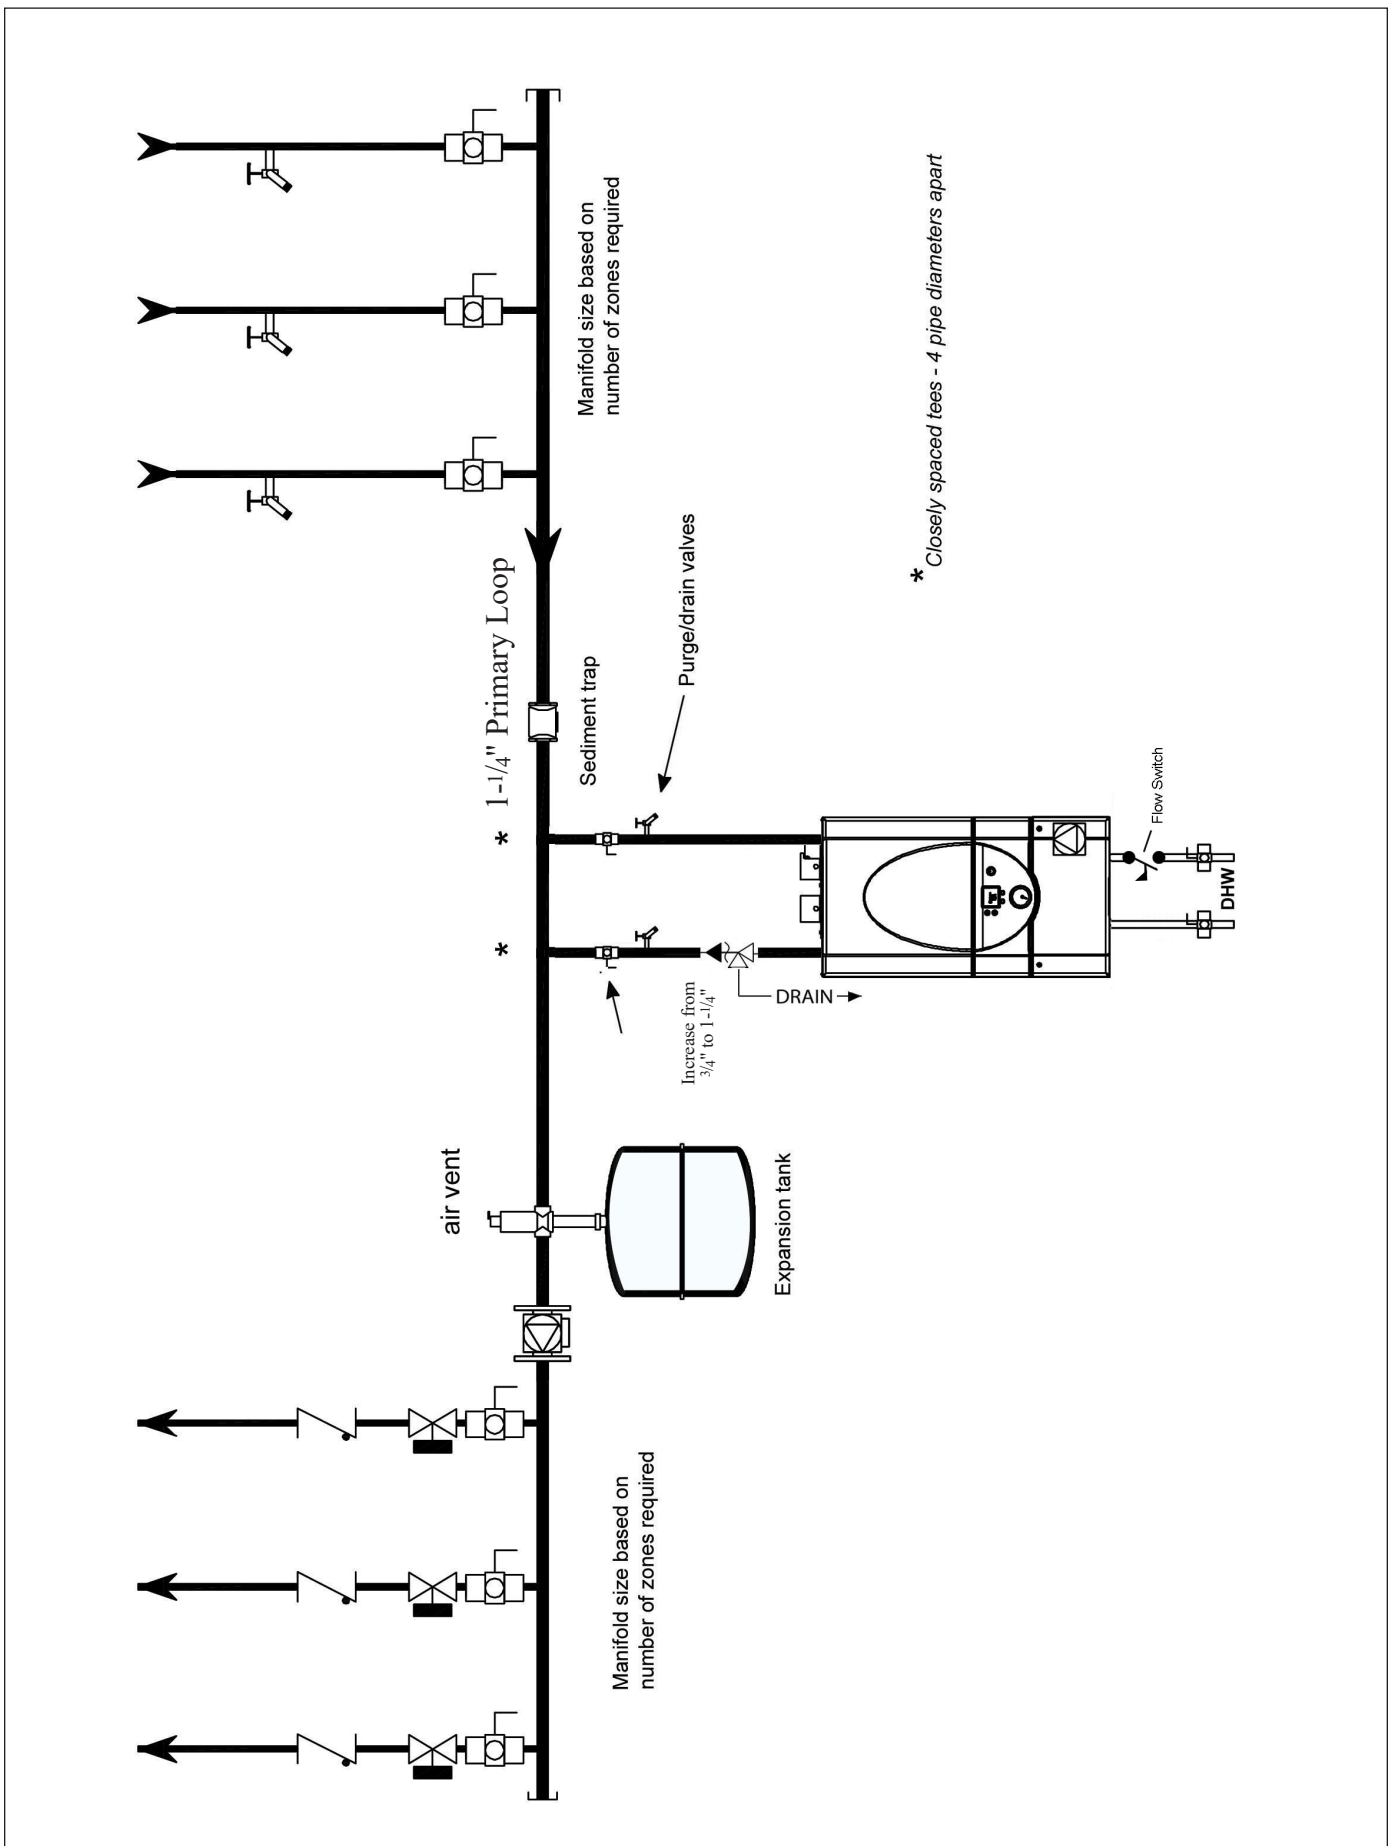 Manifold size based on
number of zones required
air vent
Expansion tank
* * 1-1/4" Primary Loop
Sediment trap
Purge/drain valves
Increase from
3/4" to 1-1/4"
DRAIN
Flow Switch
DHW
Manifold size based on
number of zones required
* Closely spaced tees - 4 pipe diameters apart